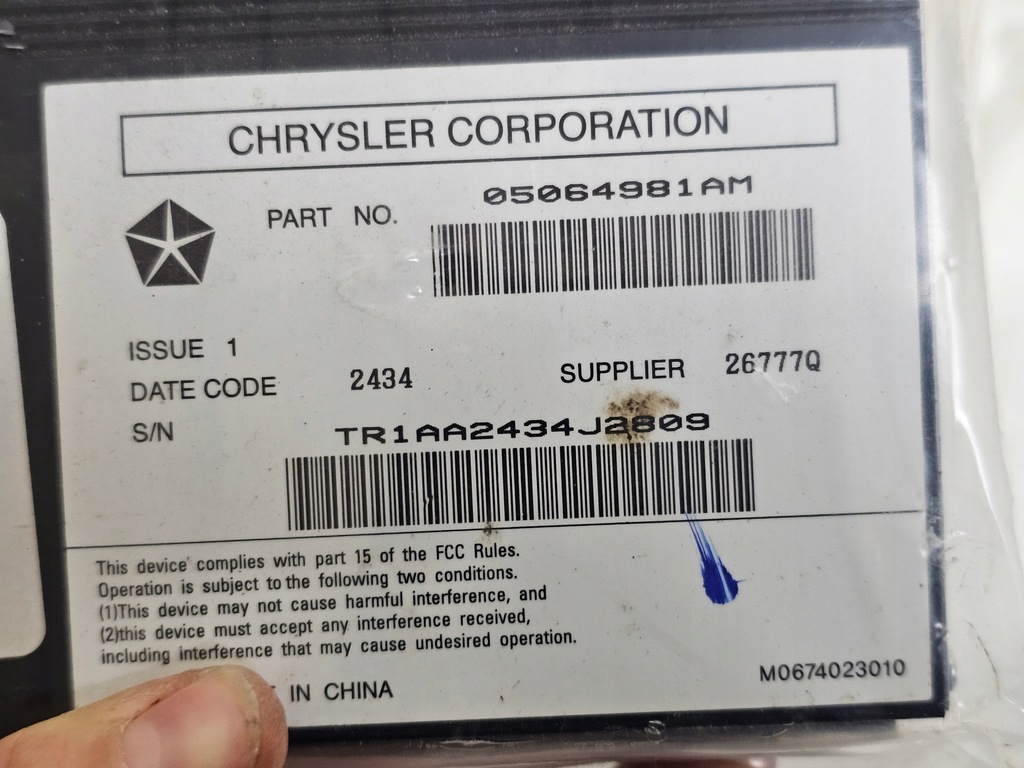 CHRYSLER CORPORATION
PART NO. 05064981AM
ISSUE 1
DATE CODE 2434 SUPPLIER 26777Q
S/N TR1AA2434J2809
This device complies with part 15 of the FCC Rules.
Operation is subject to the following two conditions.
(1)This device may not cause harmful interference, and
(2)this device must accept any interference received,
including interference that may cause undesired operation.
IN CHINA M0674023010